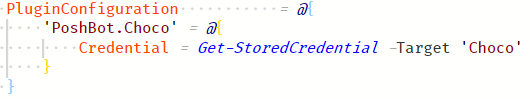 PluginConfiguration = @{
'PoshBot.Choco' = @{
Credential = Get-StoredCredential -Target 'Choco'
}
}